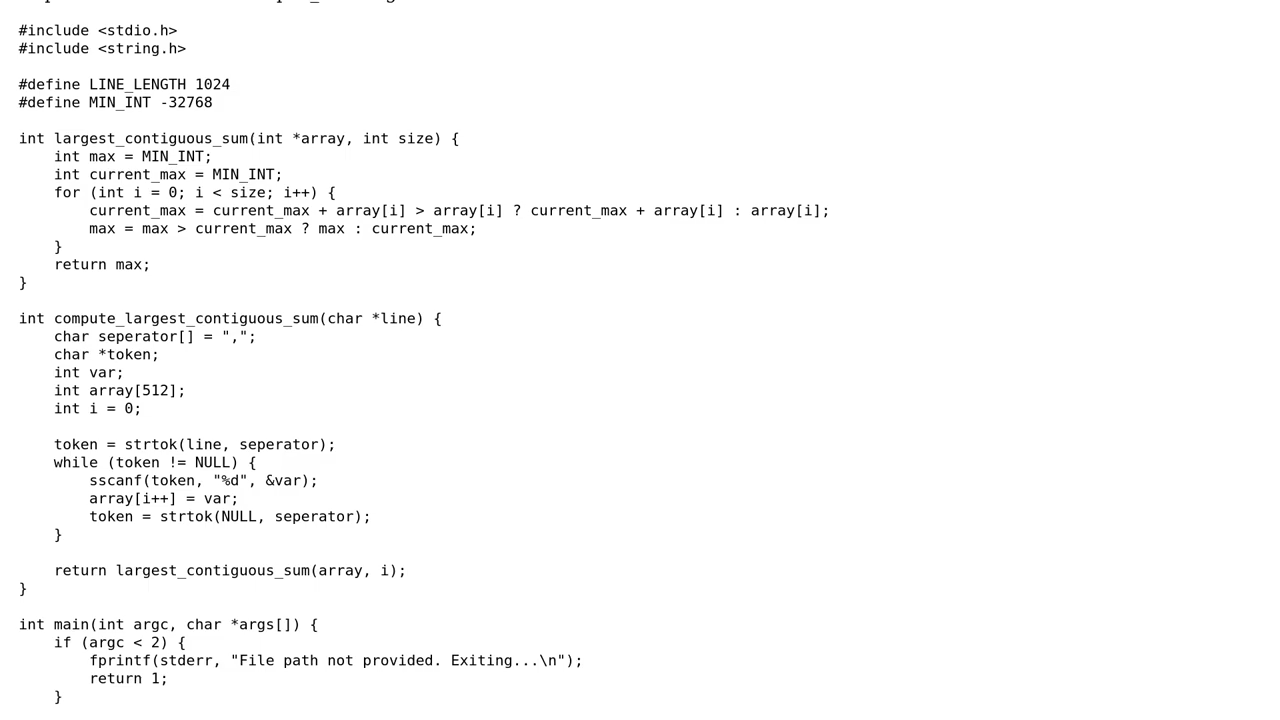 #include <stdio.h>
#include <string.h>

#define LINE_LENGTH 1024
#define MIN_INT -32768

int largest_contiguous_sum(int *array, int size) {
    int max = MIN_INT;
    int current_max = MIN_INT;
    for (int i = 0; i < size; i++) {
        current_max = current_max + array[i] > array[i] ? current_max + array[i] : array[i];
        max = max > current_max ? max : current_max;
    }
    return max;
}

int compute_largest_contiguous_sum(char *line) {
    char seperator[] = ",";
    char *token;
    int var;
    int array[512];
    int i = 0;

    token = strtok(line, seperator);
    while (token != NULL) {
        sscanf(token, "%d", &var);
        array[i++] = var;
        token = strtok(NULL, seperator);
    }

    return largest_contiguous_sum(array, i);
}

int main(int argc, char *args[]) {
    if (argc < 2) {
        fprintf(stderr, "File path not provided. Exiting...\n");
        return 1;
    }